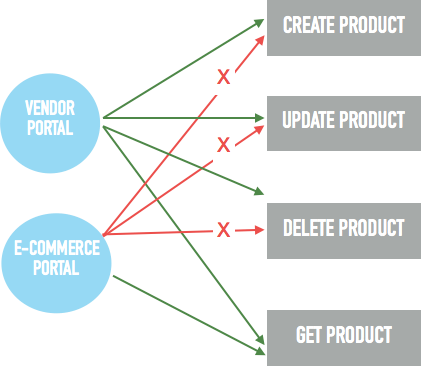 CREATE PRODUCT
X
VENDOR
PORTAL
UPDATE PRODUCT
X
E-COMMERCE
PORTAL
X
DELETE PRODUCT
GET PRODUCT